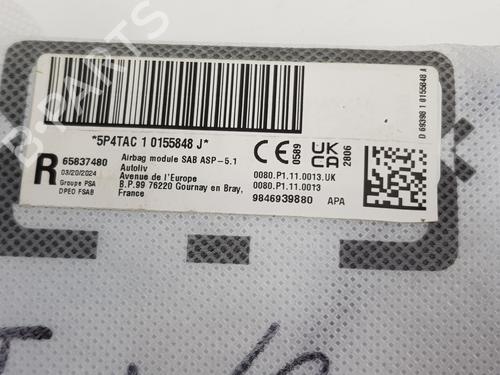 B-PARTS
*5P4TAC 1 0155848 J*
R
65837480
03/20/2024
Groupe PSA
DPEO FSAB
Airbag module SAB ASP-5.1
Autoliv
Avenue de l'Europe
B.P.99 76220 Gournay en Bray,
France
CE 0589
UK CA 2806
0080.P1.11.0013.UK
0080.P1.11.0013
9846939880 APA
D 69390 1 0155848 A